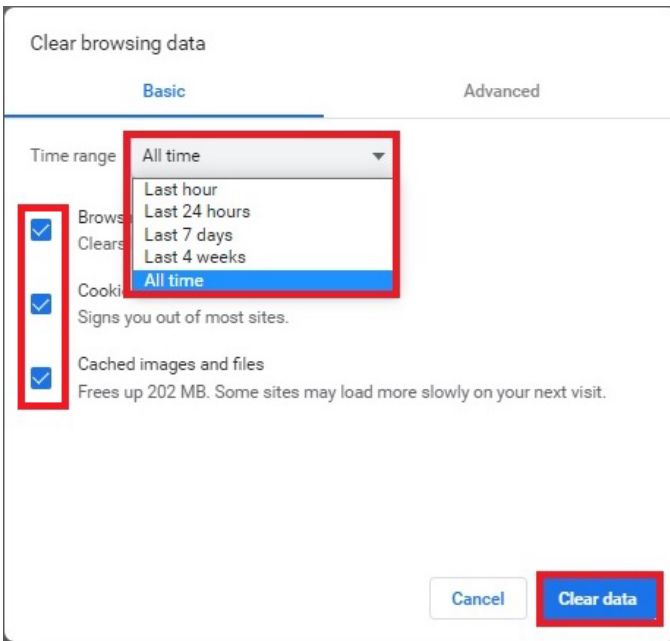 Clear browsing data
Basic Advanced
Time range All time
Last hour
Last 24 hours
Last 7 days
Last 4 weeks
All time
Clears
Signs you out of most sites.
Cached images and files
Frees up 202 MB. Some sites may load more slowly on your next visit.
Cancel Clear data